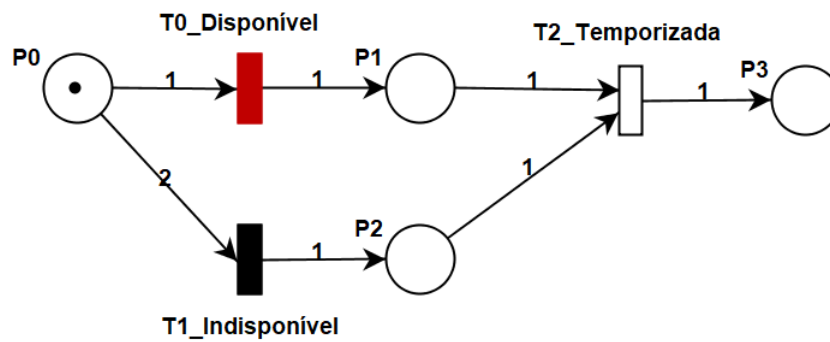 T0_Disponível
T2_Temporizada
P0
P1
P3
1
1
1
1
2
1
P2
1
T1_Indisponível